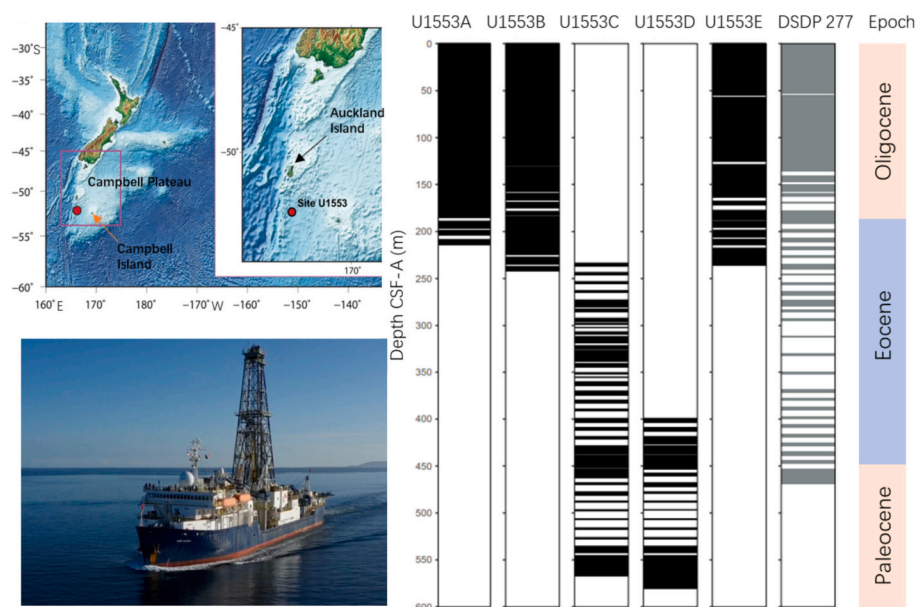 U1553A U1553B U1553C U1553D U1553E DSDP 277 Epoch
−30°
S
−40°
−45°
−50°
−55°
−60°
160°
E
170°
180°
−170°
W
−160°
−150°
−140°
Campbell Plateau
Campbell
Island
−45°
−50°
170°
Auckland
Island
Site U1553
Depth CSF-A (m)
0
50
100
150
200
250
300
350
400
450
500
550
600
Oligocene
Eocene
Paleocene